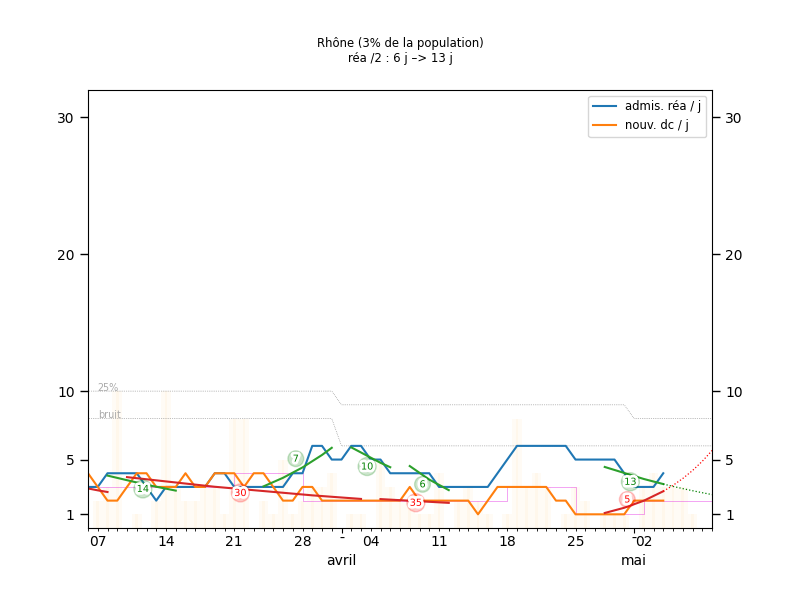 Rhône (3% de la population)
réa /2 : 6 j –> 13 j
admis. réa / j
nouv. dc / j
30 30
20 20
10 10
25%
bruit
5 5
7
10
14
30
6
35
13
5
1 1
07 14 21 28 - 04 11 18 25 -02
avril mai